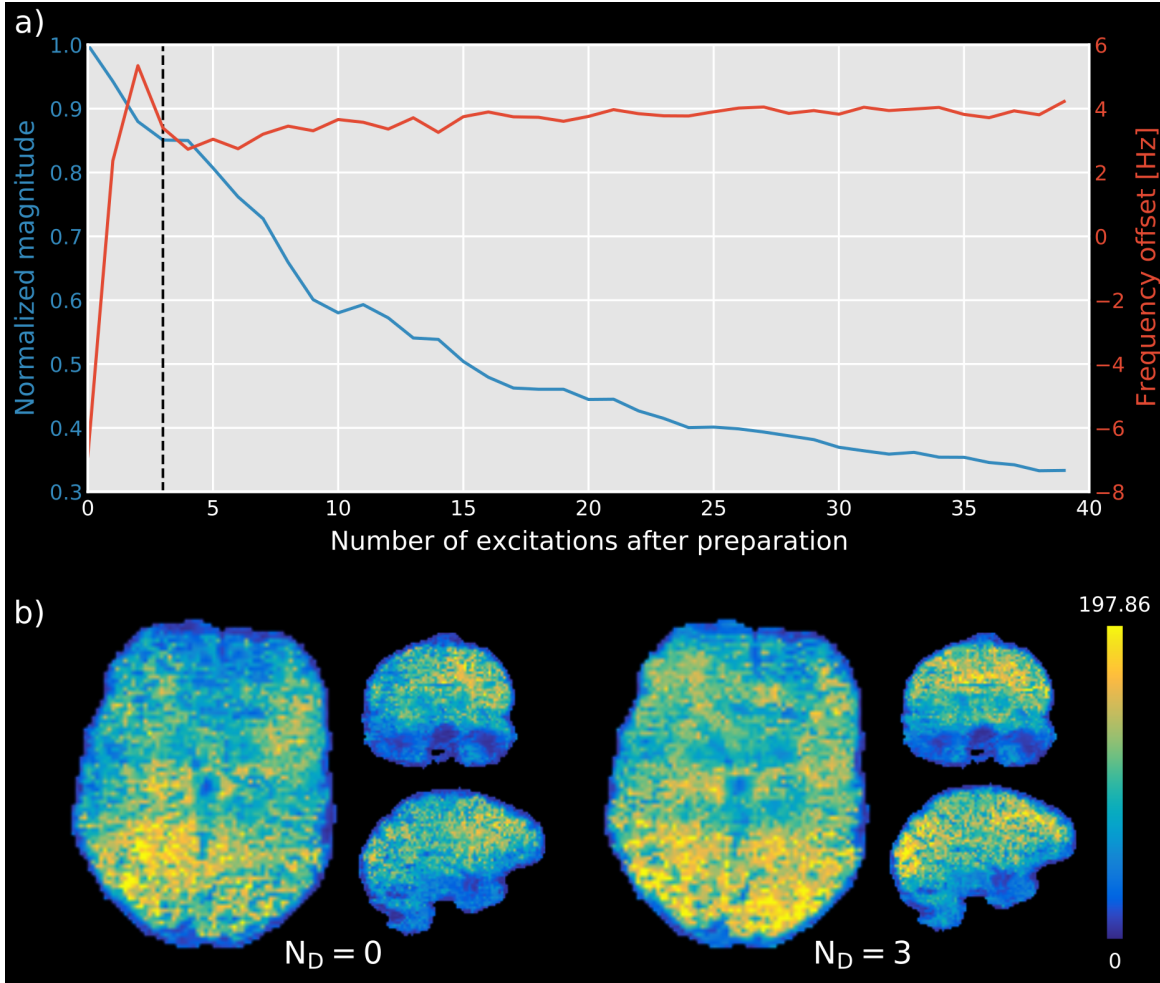 a)
1.0
0.9
0.8
0.7
0.6
0.5
0.4
0.3
Normalized magnitude
6
4
2
0
−2
−4
−6
−8
Frequency offset [Hz]
0 5 10 15 20 25 30 35 40
Number of excitations after preparation
b)
197.86
0
N_D = 0
N_D = 3